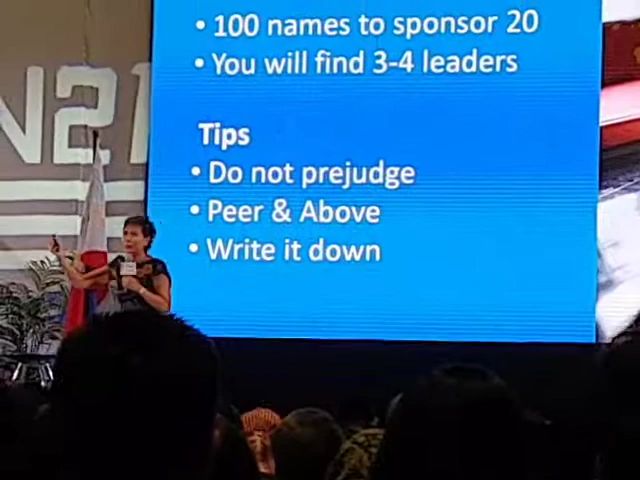 • 100 names to sponsor 20
• You will find 3-4 leaders
Tips
• Do not prejudge
• Peer & Above
• Write it down
N21